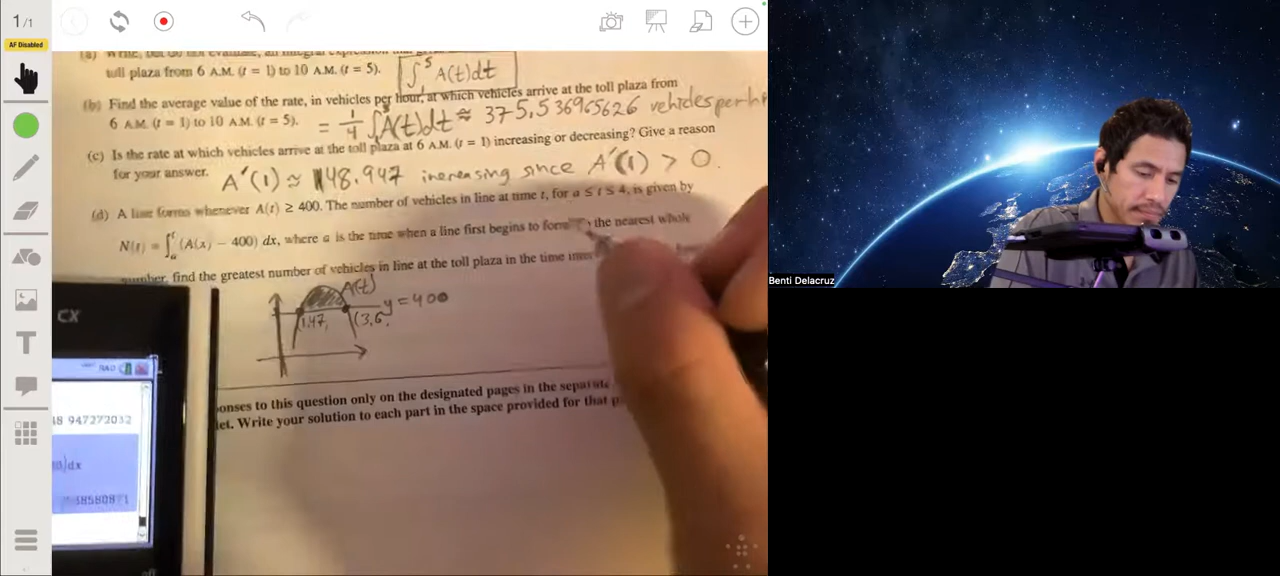 1/1
AF Disabled
toll plaza from 6 A.M. (t = 1) to 10 A.M. (t = 5). ∫₁⁵ A(t)dt
(b) Find the average value of the rate, in vehicles per hour, at which vehicles arrive at the toll plaza from
6 A.M. (t = 1) to 10 A.M. (t = 5). = 1/4 ∫₁⁵ A(t)dt ≈ 375.536965626 vehicles per h
(c) Is the rate at which vehicles arrive at the toll plaza at 6 A.M. (t = 1) increasing or decreasing? Give a reason
for your answer. A'(1) ≈ 148.947 increasing since A'(1) > 0.
(d) A line forms whenever A(t) ≥ 400. The number of vehicles in line at time t, for a ≤ t ≤ 4, is given by
N(t) = ∫ₐᵗ (A(x) − 400) dx, where a is the time when a line first begins to form the nearest whole
number, find the greatest number of vehicles in line at the toll plaza in the time
A(t)
y = 400
1.47,
(3.6,
CX
RAD
48.947272032
)dx
onses to this question only on the designated pages in the separate
let. Write your solution to each part in the space provided for that
Benti Delacruz